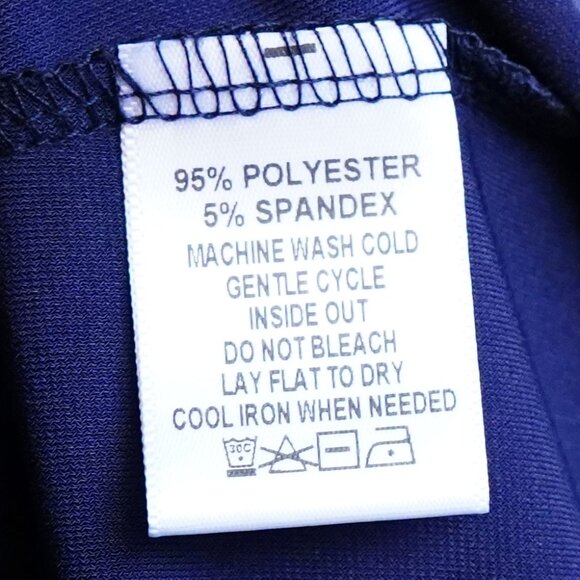 95% POLYESTER
5% SPANDEX
MACHINE WASH COLD
GENTLE CYCLE
INSIDE OUT
DO NOT BLEACH
LAY FLAT TO DRY
COOL IRON WHEN NEEDED
30C